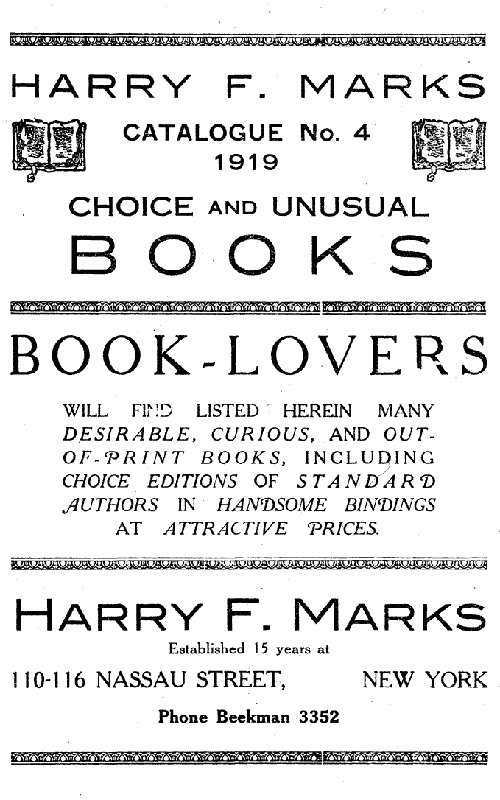 HARRY F. MARKS
CATALOGUE No. 4
1919
CHOICE AND UNUSUAL
BOOKS
BOOK-LOVERS
WILL FIND LISTED HEREIN MANY
DESIRABLE, CURIOUS, AND OUT-
OF-PRINT BOOKS, INCLUDING
CHOICE EDITIONS OF STANDARD
AUTHORS IN HANDSOME BINDINGS
AT ATTRACTIVE PRICES.
HARRY F. MARKS
Established 15 years at
110-116 NASSAU STREET, NEW YORK
Phone Beekman 3352